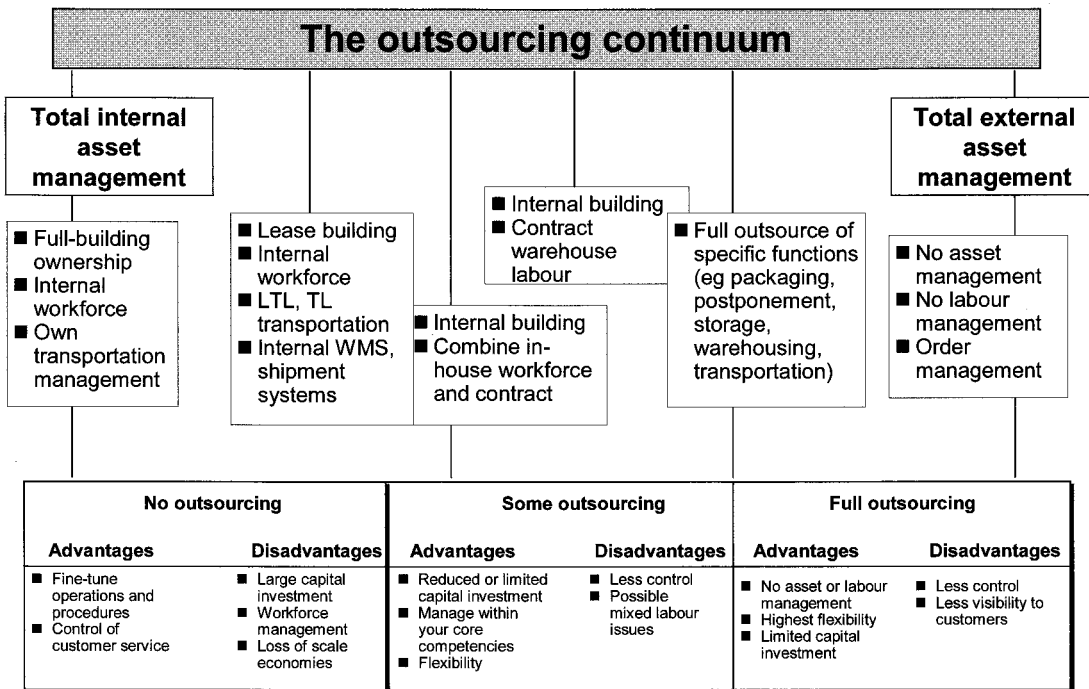 The outsourcing continuum
Total internal
asset
management
■ Full-building
ownership
■ Internal
workforce
■ Own
transportation
management
■ Lease building
■ Internal
workforce
■ LTL, TL
transportation
■ Internal WMS,
shipment
systems
■ Internal building
■ Combine in-
house workforce
and contract
■ Internal building
■ Contract
warehouse
labour
■ Full outsource of
specific functions
(eg packaging,
postponement,
storage,
warehousing,
transportation)
Total external
asset
management
■ No asset
management
■ No labour
management
■ Order
management
No outsourcing
Advantages
■ Fine-tune
operations and
procedures
■ Control of
customer service
Disadvantages
■ Large capital
investment
■ Workforce
management
■ Loss of scale
economies
Some outsourcing
Advantages
■ Reduced or limited
capital investment
■ Manage within
your core
competencies
■ Flexibility
Disadvantages
■ Less control
■ Possible
mixed labour
issues
Full outsourcing
Advantages
■ No asset or labour
management
■ Highest flexibility
■ Limited capital
investment
Disadvantages
■ Less control
■ Less visibility to
customers